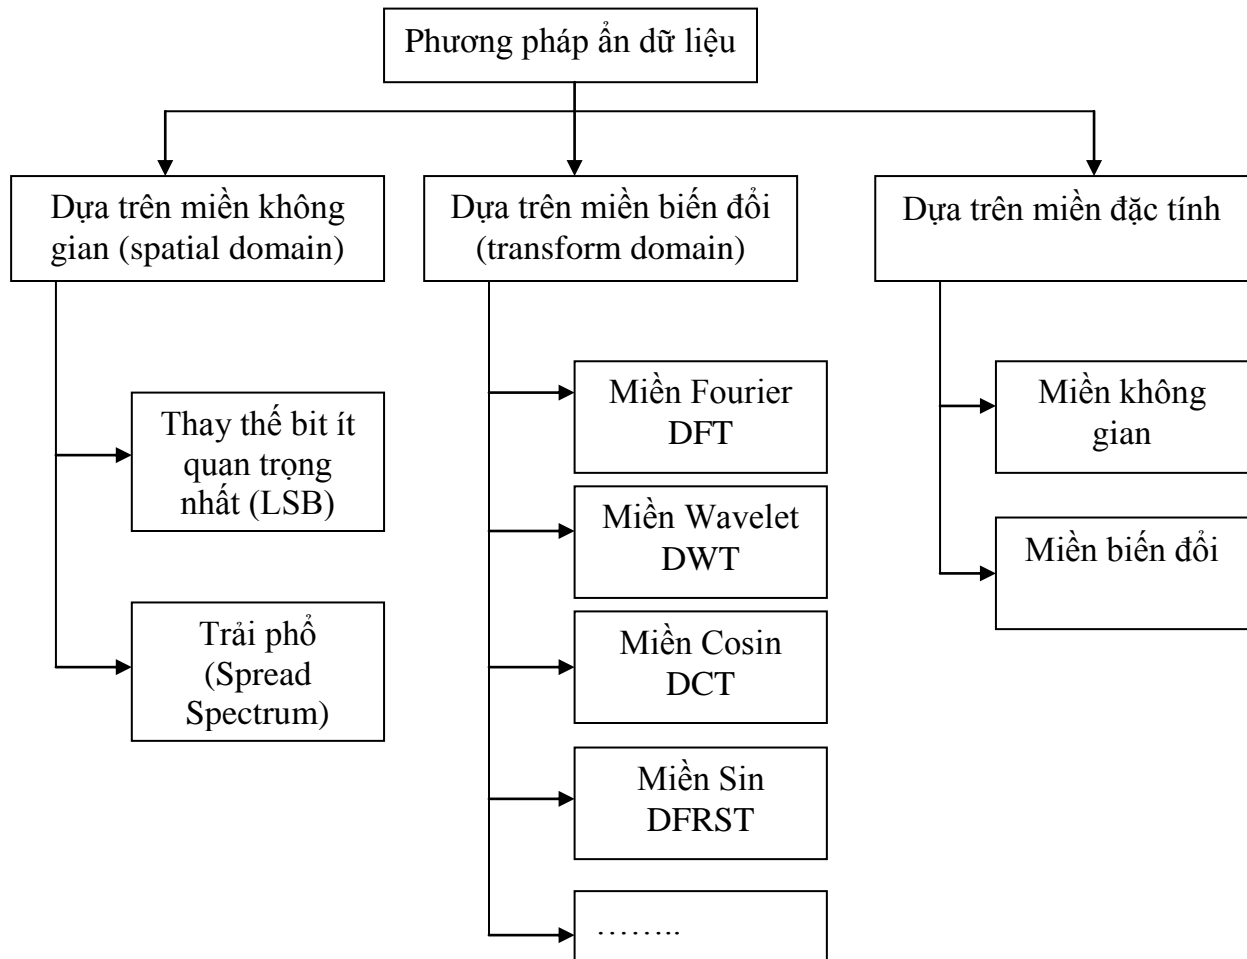 Phương pháp ẩn dữ liệu
Dựa trên miền không
gian (spatial domain)
Thay thế bit ít
quan trọng
nhất (LSB)
Trải phổ
(Spread
Spectrum)
Dựa trên miền biến đổi
(transform domain)
Miền Fourier
DFT
Miền Wavelet
DWT
Miền Cosin
DCT
Miền Sin
DFRST
........
Dựa trên miền đặc tính
Miền không
gian
Miền biến đổi